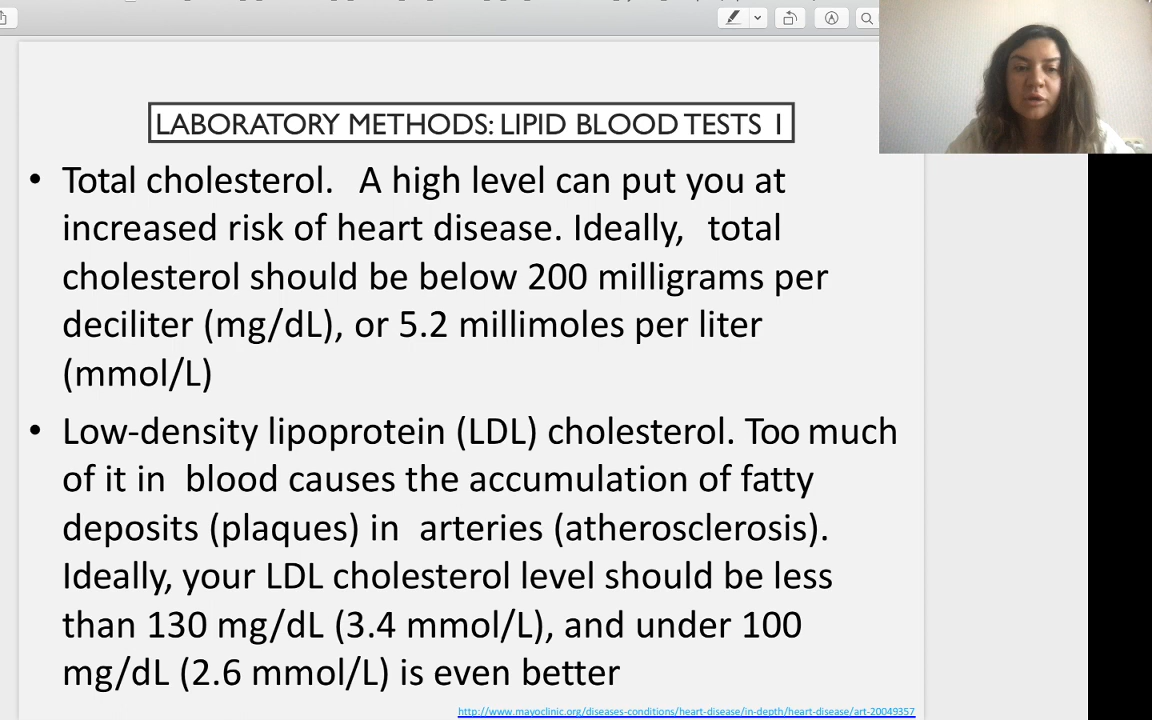 LABORATORY METHODS: LIPID BLOOD TESTS 1
• Total cholesterol. A high level can put you at
increased risk of heart disease. Ideally, total
cholesterol should be below 200 milligrams per
deciliter (mg/dL), or 5.2 millimoles per liter
(mmol/L)
• Low-density lipoprotein (LDL) cholesterol. Too much
of it in blood causes the accumulation of fatty
deposits (plaques) in arteries (atherosclerosis).
Ideally, your LDL cholesterol level should be less
than 130 mg/dL (3.4 mmol/L), and under 100
mg/dL (2.6 mmol/L) is even better
http://www.mayoclinic.org/diseases-conditions/heart-disease/in-depth/heart-disease/art-20049357